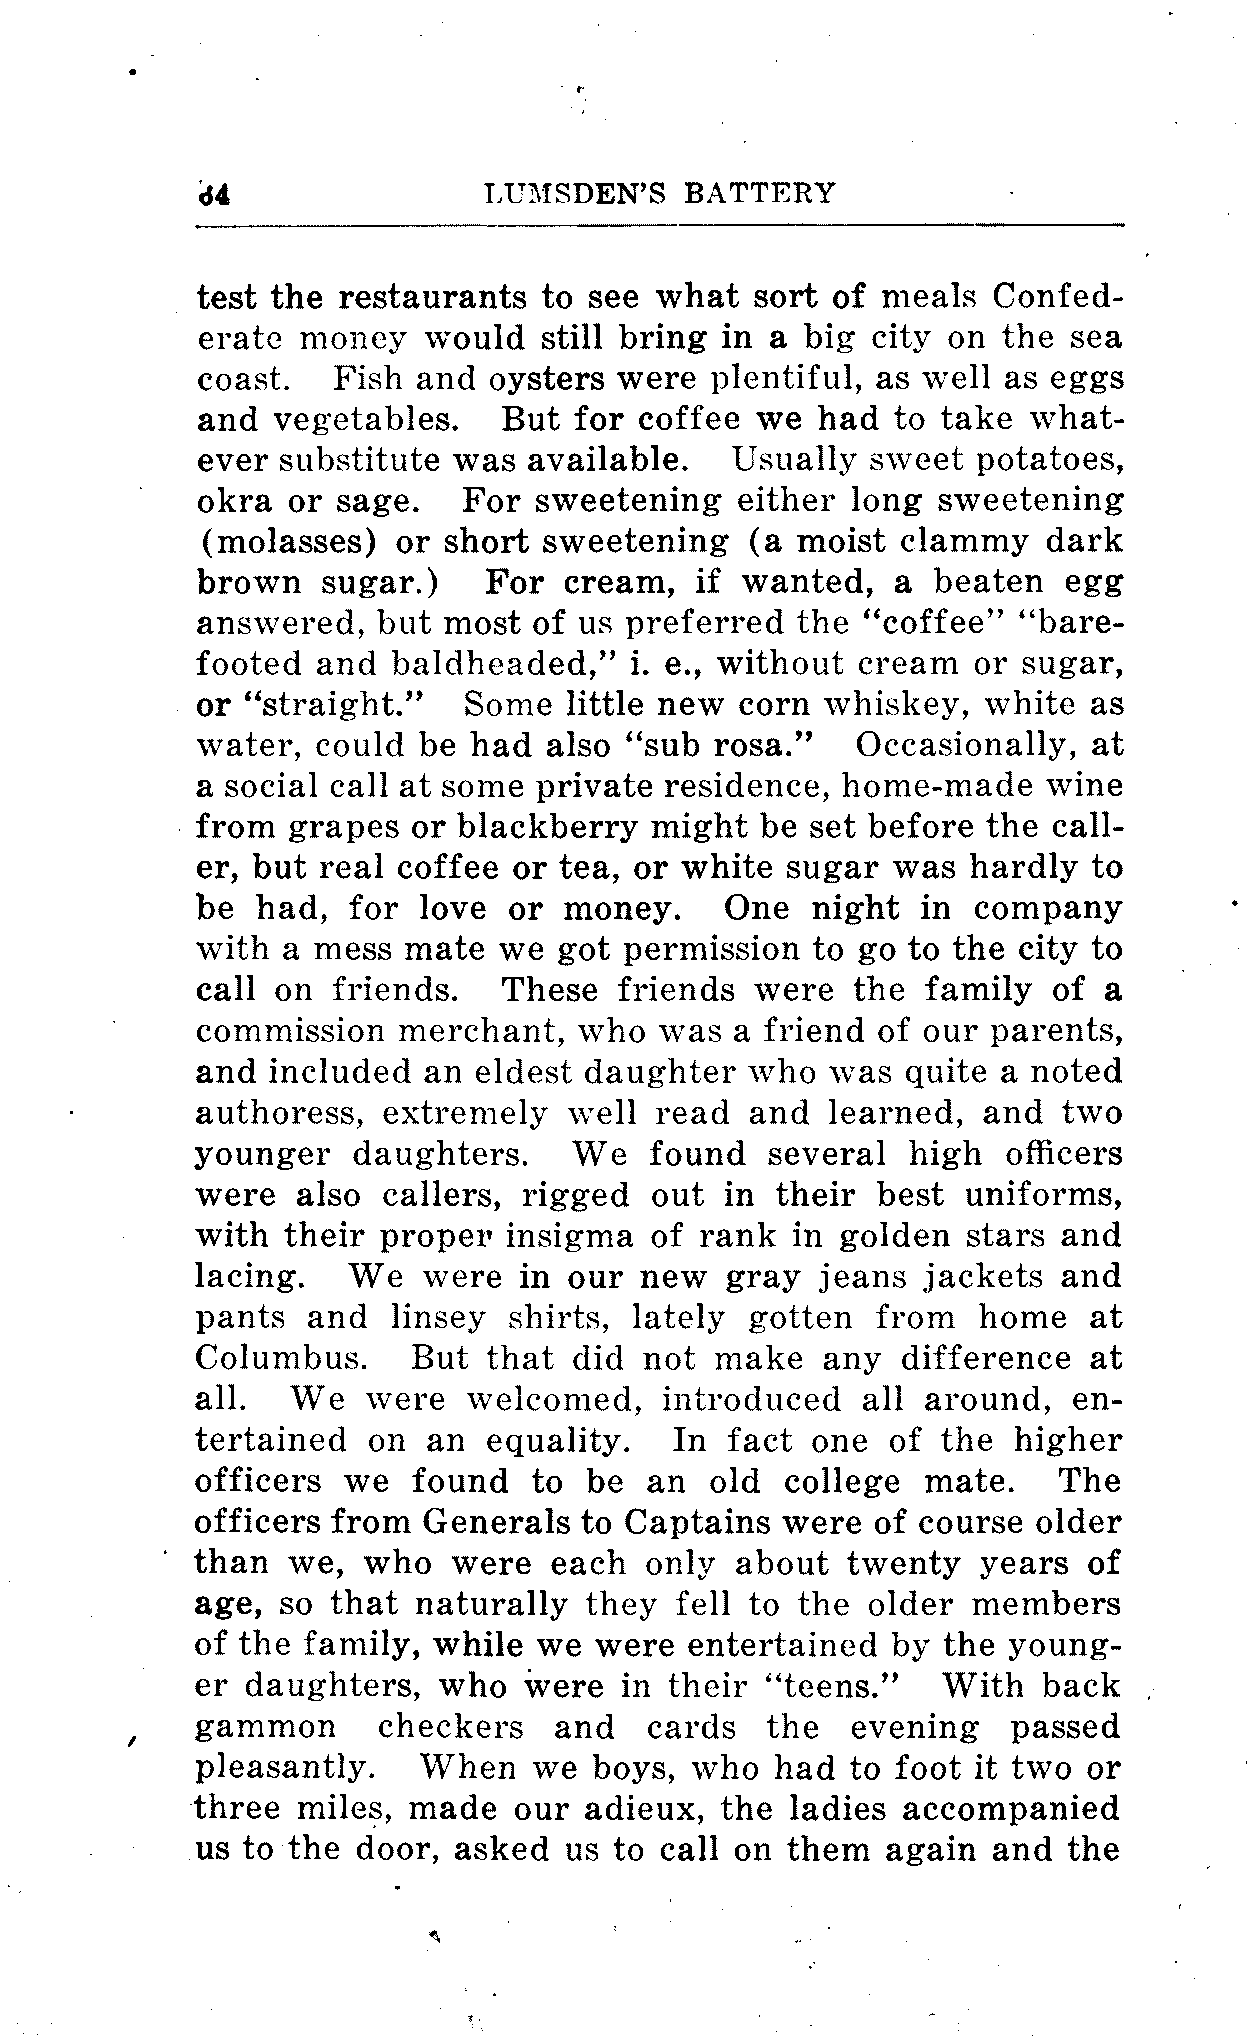 64 LUMSDEN'S BATTERY
test the restaurants to see what sort of meals Confed-
erate money would still bring in a big city on the sea
coast. Fish and oysters were plentiful, as well as eggs
and vegetables. But for coffee we had to take what-
ever substitute was available. Usually sweet potatoes,
okra or sage. For sweetening either long sweetening
(molasses) or short sweetening (a moist clammy dark
brown sugar.) For cream, if wanted, a beaten egg
answered, but most of us preferred the “coffee” “bare-
footed and baldheaded,” i. e., without cream or sugar,
or “straight.” Some little new corn whiskey, white as
water, could be had also “sub rosa.” Occasionally, at
a social call at some private residence, home-made wine
from grapes or blackberry might be set before the call-
er, but real coffee or tea, or white sugar was hardly to
be had, for love or money. One night in company
with a mess mate we got permission to go to the city to
call on friends. These friends were the family of a
commission merchant, who was a friend of our parents,
and included an eldest daughter who was quite a noted
authoress, extremely well read and learned, and two
younger daughters. We found several high officers
were also callers, rigged out in their best uniforms,
with their proper insigma of rank in golden stars and
lacing. We were in our new gray jeans jackets and
pants and linsey shirts, lately gotten from home at
Columbus. But that did not make any difference at
all. We were welcomed, introduced all around, en-
tertained on an equality. In fact one of the higher
officers we found to be an old college mate. The
officers from Generals to Captains were of course older
than we, who were each only about twenty years of
age, so that naturally they fell to the older members
of the family, while we were entertained by the young-
er daughters, who were in their “teens.” With back
gammon checkers and cards the evening passed
pleasantly. When we boys, who had to foot it two or
three miles, made our adieux, the ladies accompanied
us to the door, asked us to call on them again and the